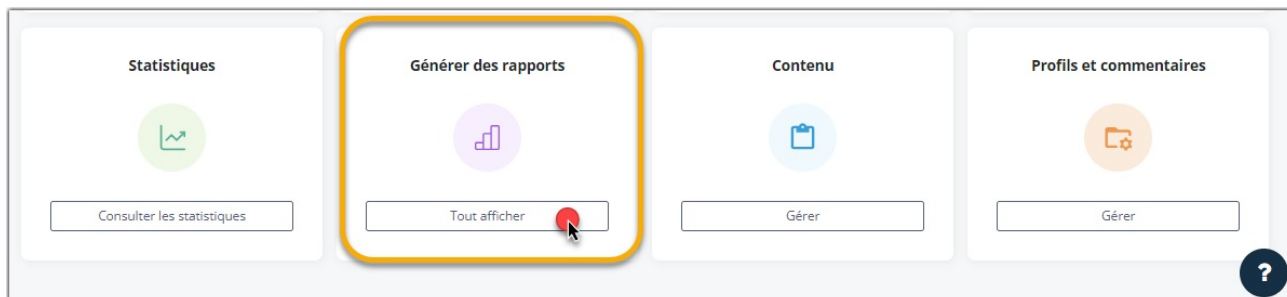 Statistiques
Générer des rapports
Contenu
Profils et commentaires
Consulter les statistiques
Tout afficher
Gérer
Gérer
?